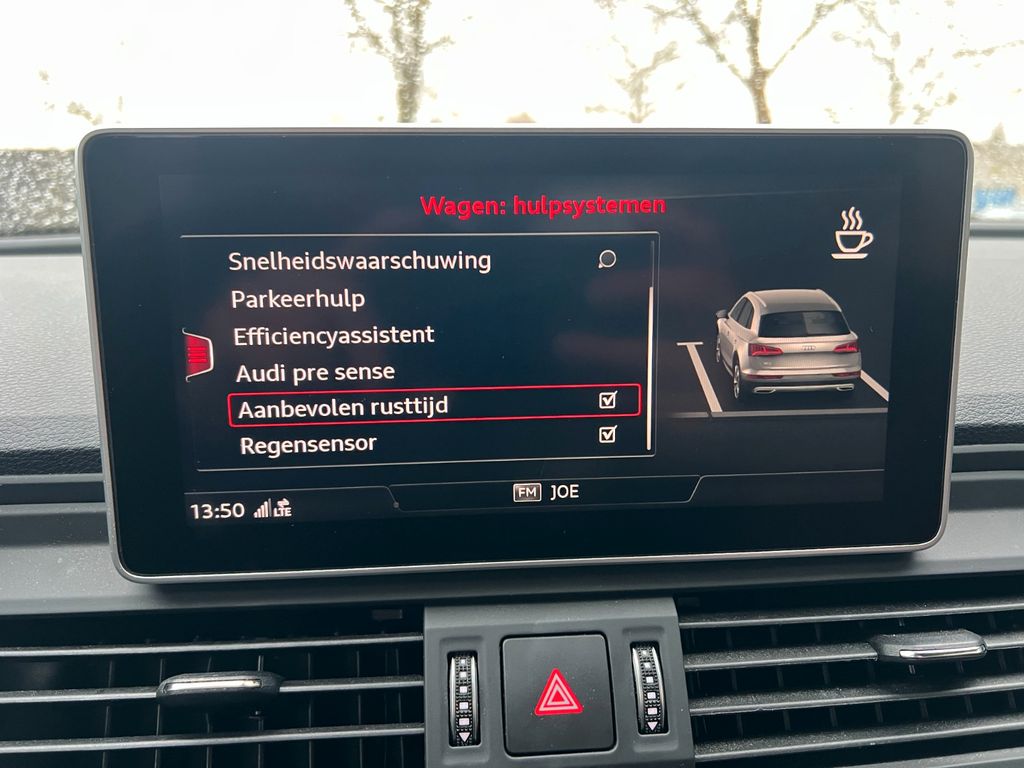 Wagen: hulpsystemen
Snelheidswaarschuwing
Parkeerhulp
Efficiencyassistent
Audi pre sense
Aanbevolen rusttijd
Regensensor
FM JOE
13:50 LTE